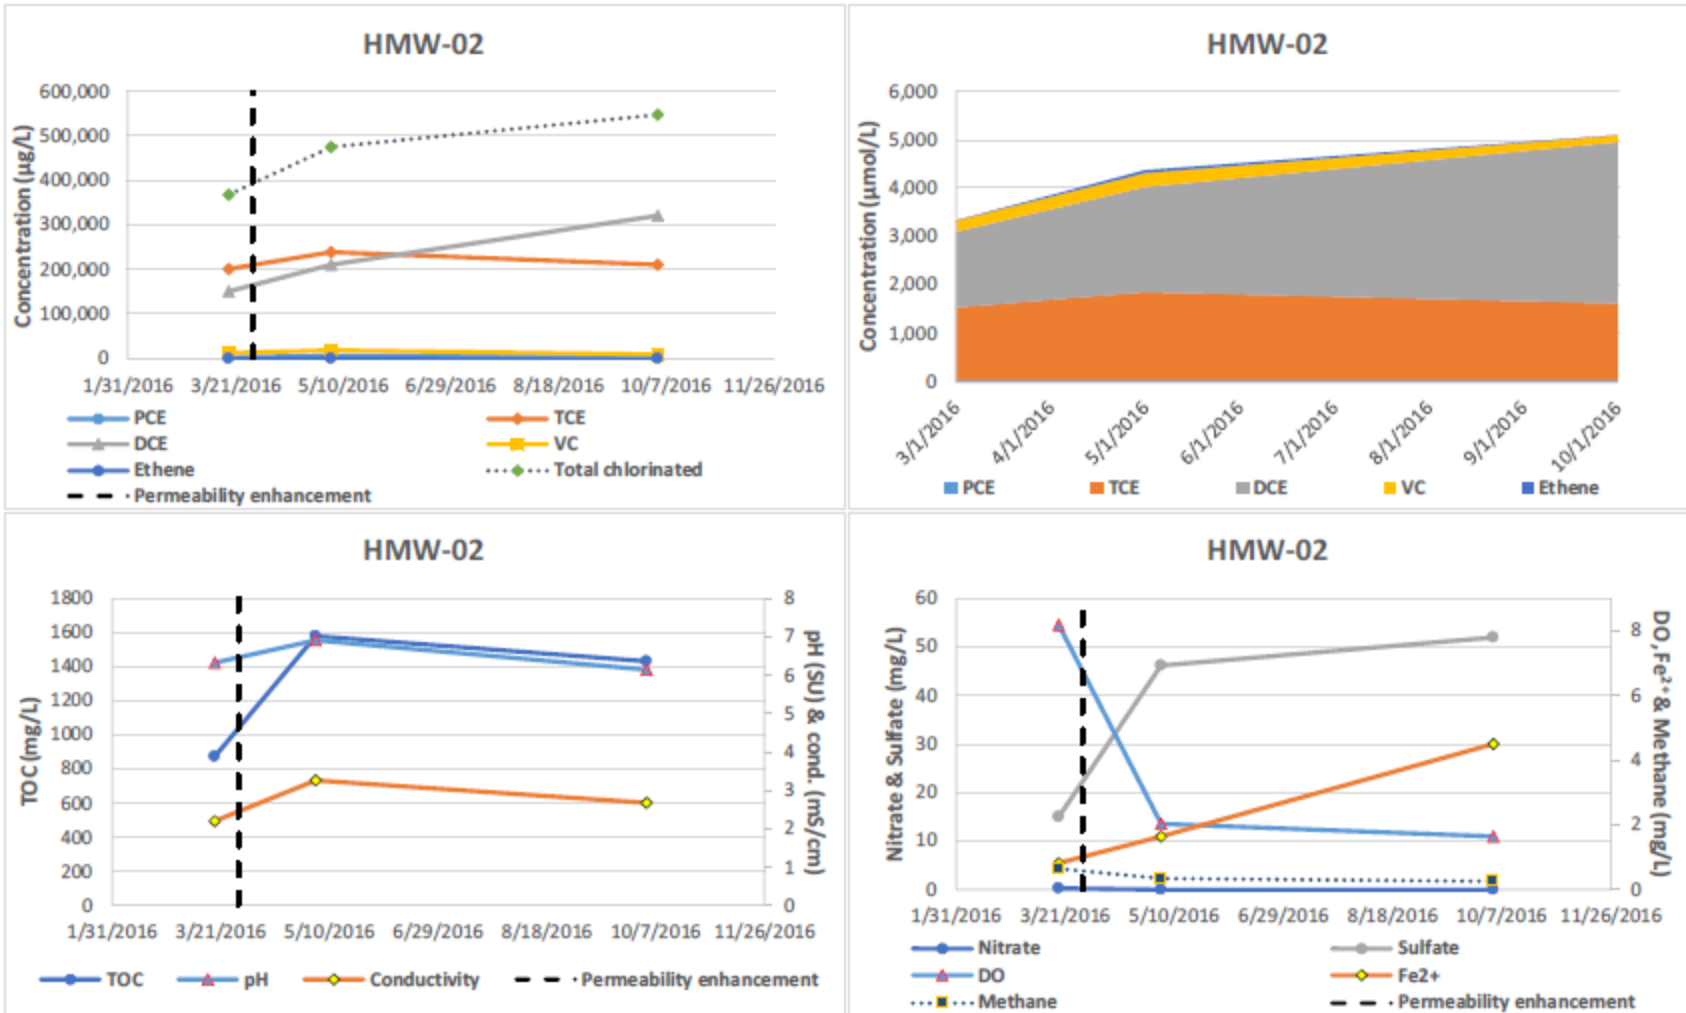 HMW-02
Concentration (µg/L)
600,000
500,000
400,000
300,000
200,000
100,000
0
1/31/2016 3/21/2016 5/10/2016 6/29/2016 8/18/2016 10/7/2016 11/26/2016
PCE TCE
DCE VC
Ethene Total chlorinated
Permeability enhancement
HMW-02
Concentration (µmol/L)
6,000
5,000
4,000
3,000
2,000
1,000
0
3/1/2016 4/1/2016 5/1/2016 6/1/2016 7/1/2016 8/1/2016 9/1/2016 10/1/2016
PCE TCE DCE VC Ethene
HMW-02
TOC (mg/L)
1800
1600
1400
1200
1000
800
600
400
200
0
8
7
6
5
4
3
2
1
0
pH (SU) & cond. (mS/cm)
1/31/2016 3/21/2016 5/10/2016 6/29/2016 8/18/2016 10/7/2016 11/26/2016
TOC pH Conductivity Permeability enhancement
HMW-02
Nitrate & Sulfate (mg/L)
60
50
40
30
20
10
0
8
6
4
2
0
DO, Fe²⁺ & Methane (mg/L)
1/31/2016 3/21/2016 5/10/2016 6/29/2016 8/18/2016 10/7/2016 11/26/2016
Nitrate Sulfate
DO Fe2+
Methane Permeability enhancement